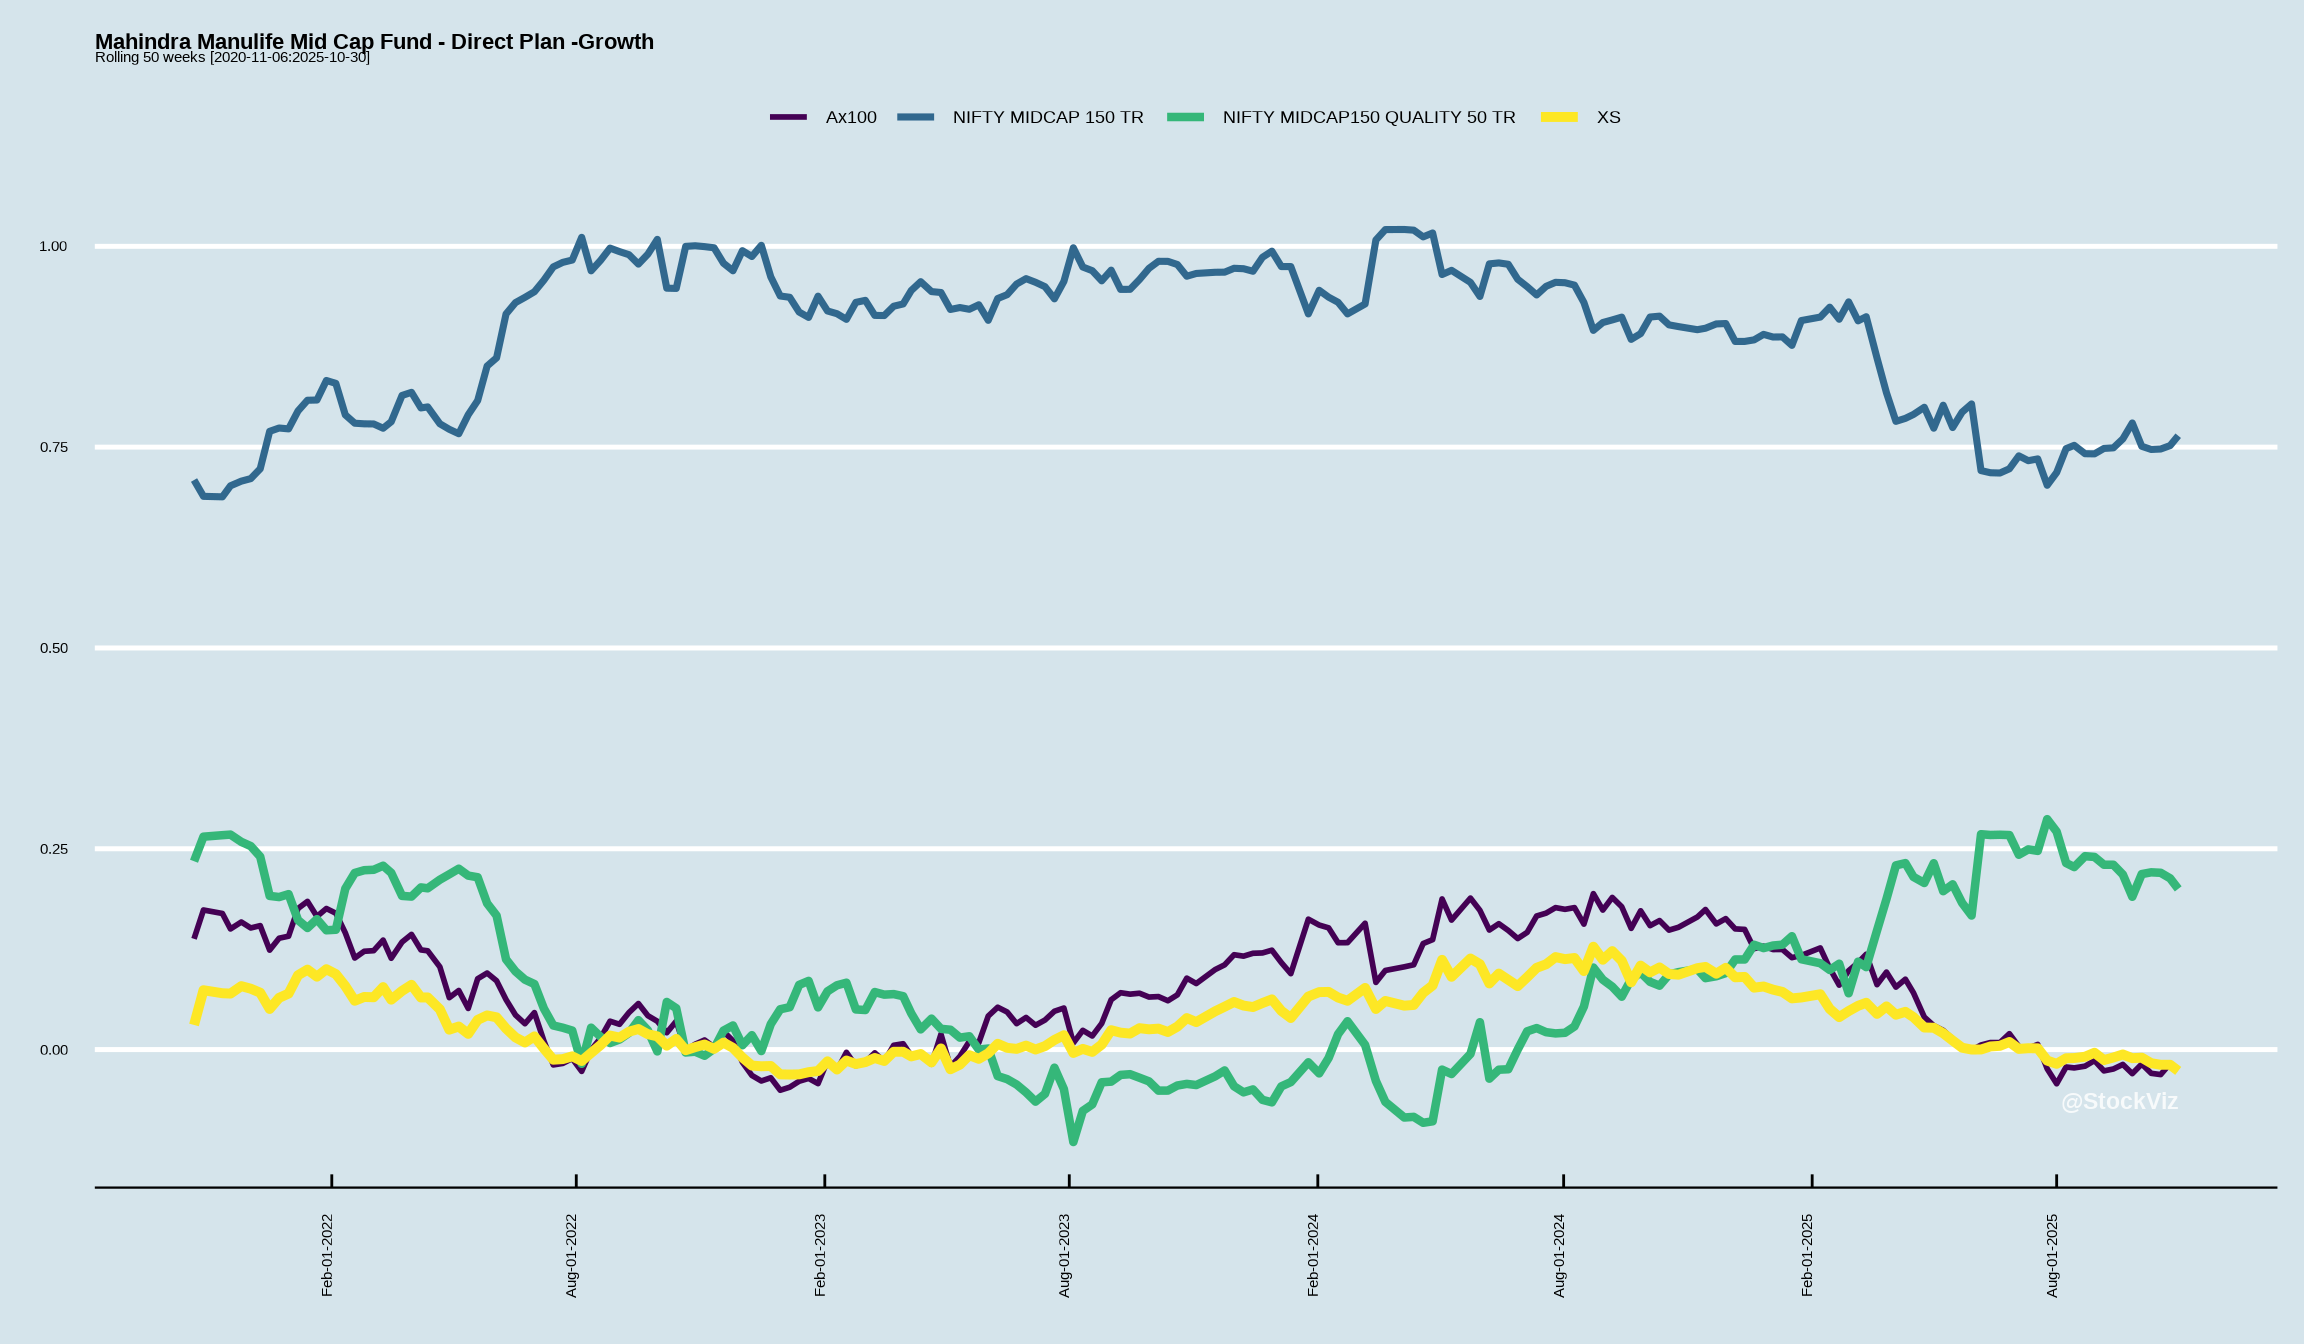 Mahindra Manulife Mid Cap Fund - Direct Plan -Growth
Rolling 50 weeks [2020-11-06:2025-10-30]
Ax100 NIFTY MIDCAP 150 TR NIFTY MIDCAP150 QUALITY 50 TR XS
1.00
0.75
0.50
0.25
0.00
@StockViz
Feb-01-2022 Aug-01-2022 Feb-01-2023 Aug-01-2023 Feb-01-2024 Aug-01-2024 Feb-01-2025 Aug-01-2025